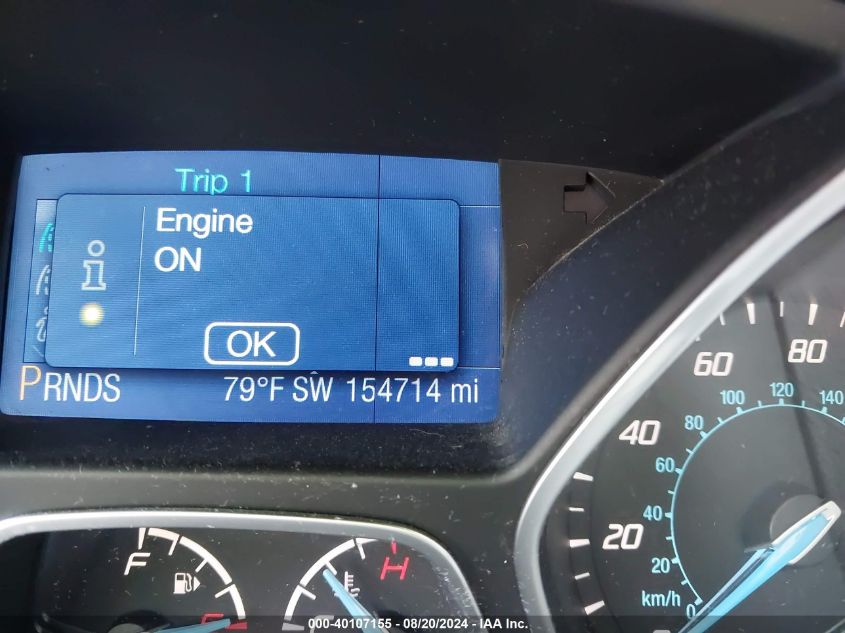 Trip 1
Engine
ON
OK
PRNDS 79°F SW 154714 mi
60 80
100 120 140
80
40
60
40
20
20
km/h 0
F H
000-40107155 - 08/20/2024 - IAA Inc.